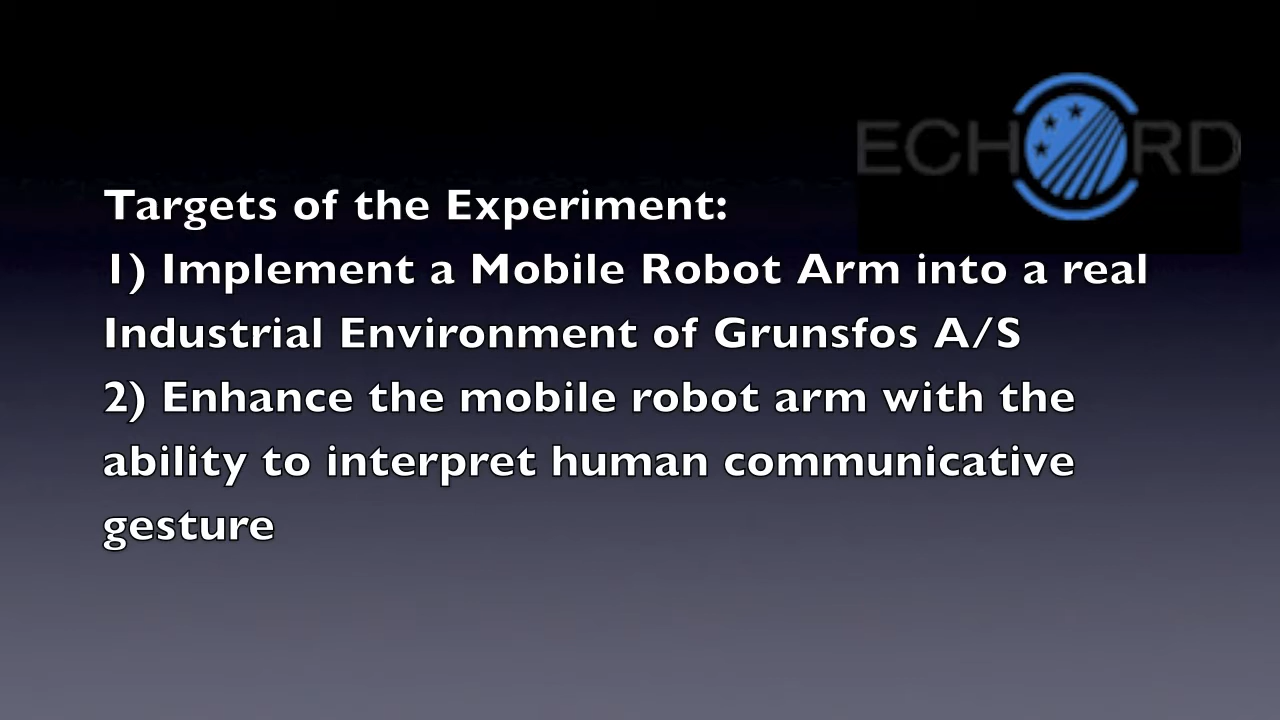 ECHORD
Targets of the Experiment:
1) Implement a Mobile Robot Arm into a real
Industrial Environment of Grunsfos A/S
2) Enhance the mobile robot arm with the
ability to interpret human communicative
gesture